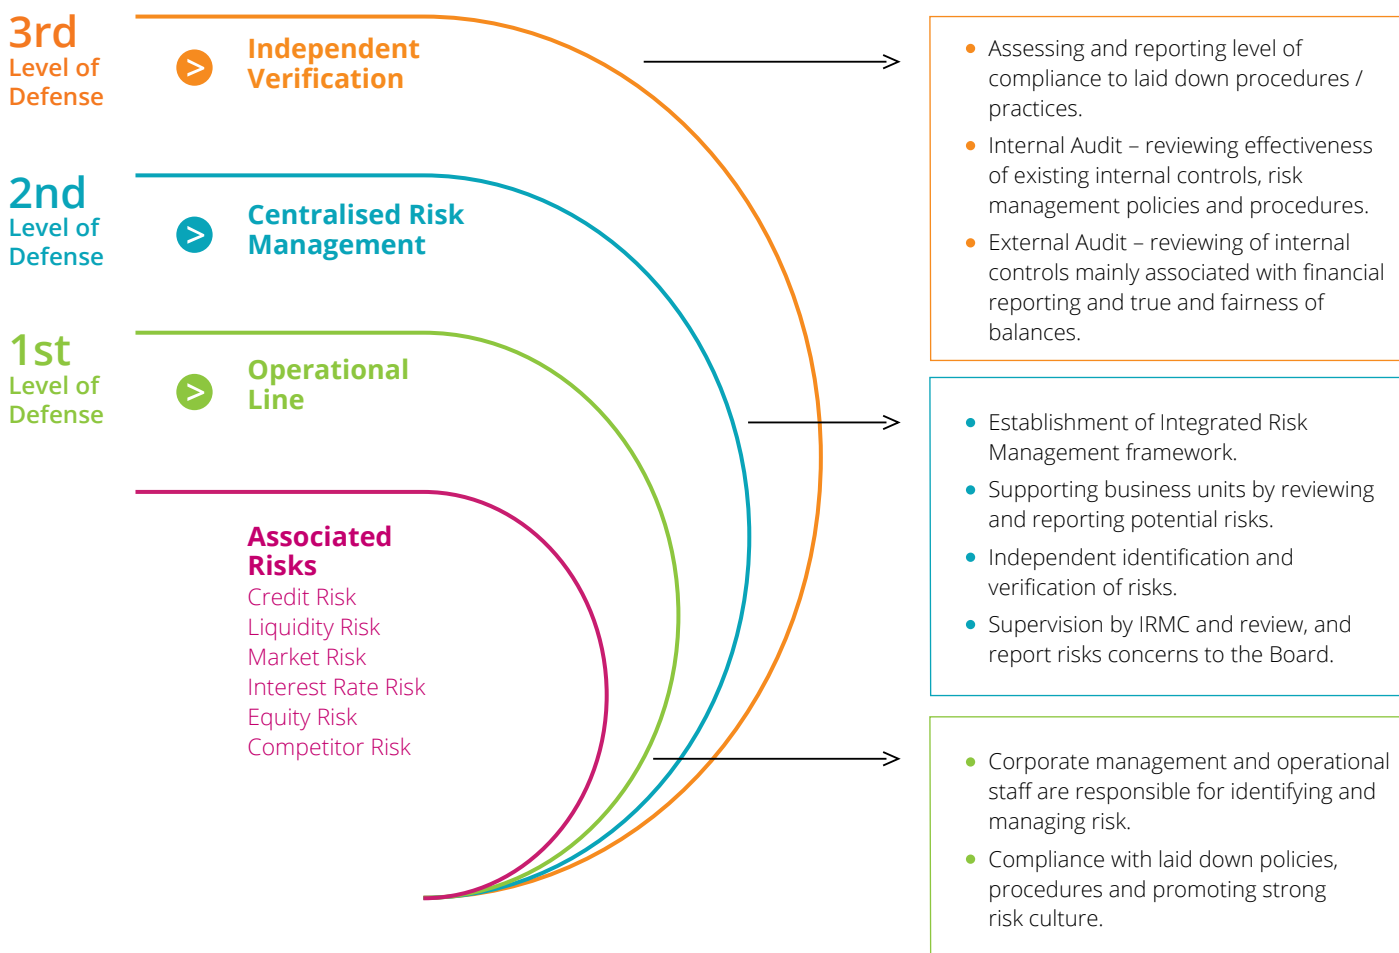 3rd
Level of
Defense
>
Independent
Verification
• Assessing and reporting level of
compliance to laid down procedures /
practices.
• Internal Audit – reviewing effectiveness
of existing internal controls, risk
management policies and procedures.
• External Audit – reviewing of internal
controls mainly associated with financial
reporting and true and fairness of
balances.
2nd
Level of
Defense
>
Centralised Risk
Management
• Establishment of Integrated Risk
Management framework.
• Supporting business units by reviewing
and reporting potential risks.
• Independent identification and
verification of risks.
• Supervision by IRMC and review, and
report risks concerns to the Board.
1st
Level of
Defense
>
Operational
Line
• Corporate management and operational
staff are responsible for identifying and
managing risk.
• Compliance with laid down policies,
procedures and promoting strong
risk culture.
Associated
Risks
Credit Risk
Liquidity Risk
Market Risk
Interest Rate Risk
Equity Risk
Competitor Risk